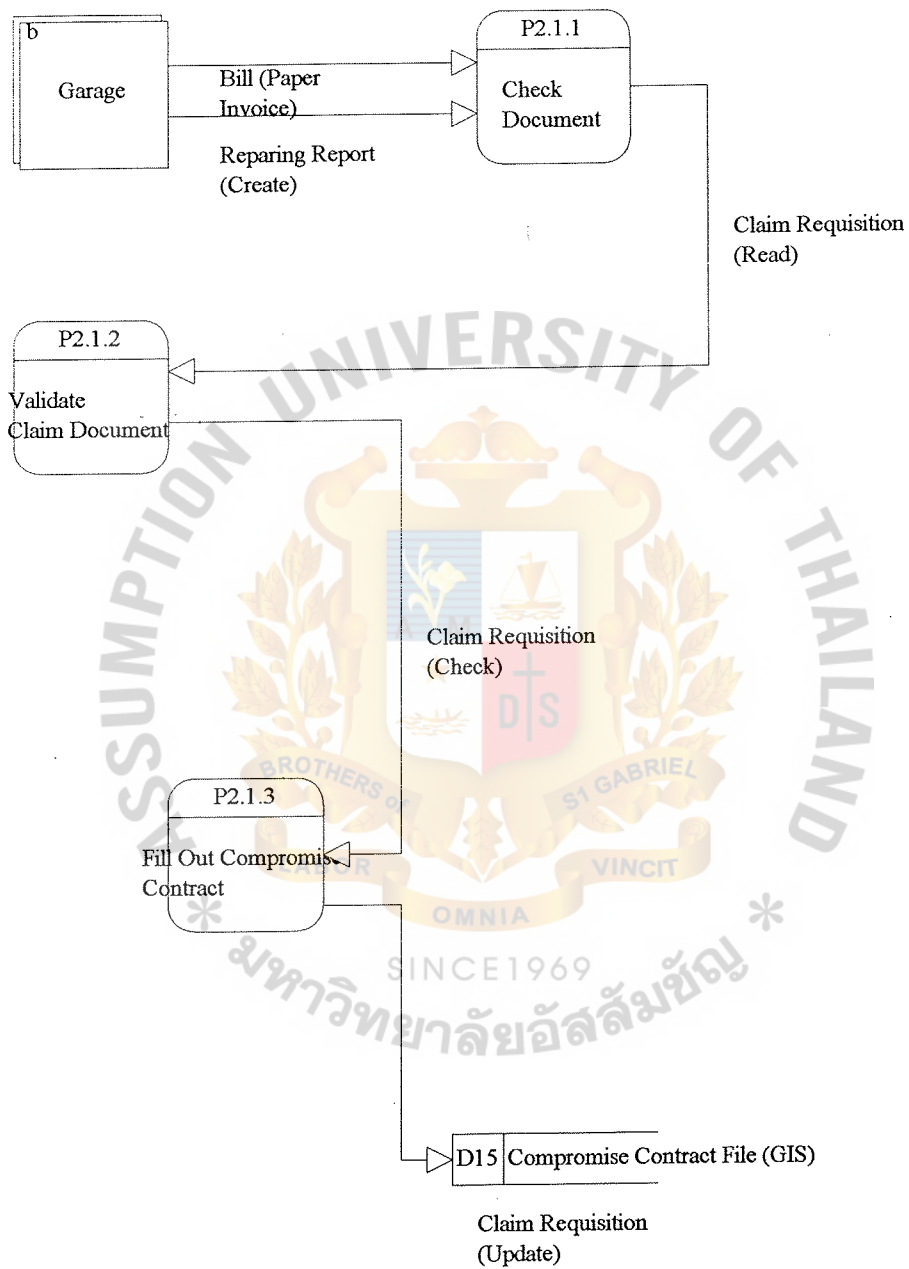 b
Garage
Bill (Paper
Invoice)
Reparing Report
(Create)
P2.1.1
Check
Document
Claim Requisition
(Read)
P2.1.2
Validate
Claim Document
Claim Requisition
(Check)
P2.1.3
Fill Out Compromise
Contract
D15 Compromise Contract File (GIS)
Claim Requisition
(Update)
ASSUMPTION UNIVERSITY OF THAILAND
A M
D S
BROTHERS of S1 GABRIEL
LABOR
VINCIT
OMNIA
SINCE1969
* มหาวิทยาลัยอัสสัมชัญ *